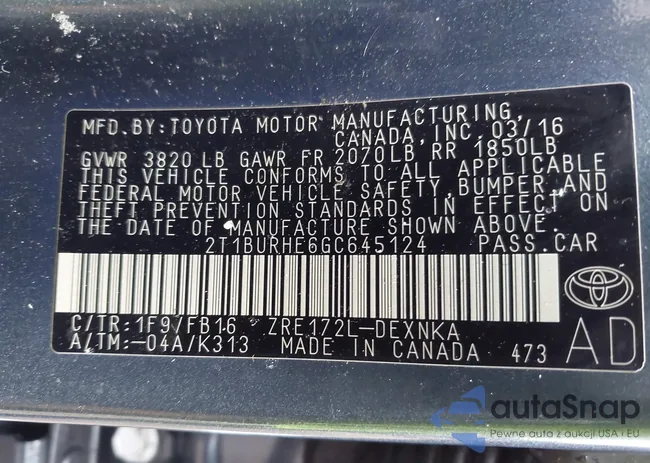 MFD. BY: TOYOTA MOTOR MANUFACTURING,
CANADA, INC. 03/16
GVWR 3820 LB GAWR FR 2070LB RR 1850LB
THIS VEHICLE CONFORMS TO ALL APPLICABLE
FEDERAL MOTOR VEHICLE SAFETY, BUMPER, AND
THEFT PREVENTION STANDARDS IN EFFECT ON
THE DATE OF MANUFACTURE SHOWN ABOVE.
2T1BURHE6GC645124 PASS. CAR
C/TR: 1F9/FB16 ZRE172L-DEXNKA
A/TM: -04A/K313 MADE IN CANADA 473 AD
autaSnap
Pewne auta z aukcji USA i EU